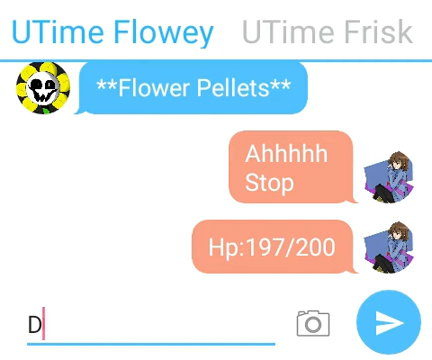 UTime Flowey UTime Frisk
**Flower Pellets**
Ahhhhh
Stop
Hp:197/200
D